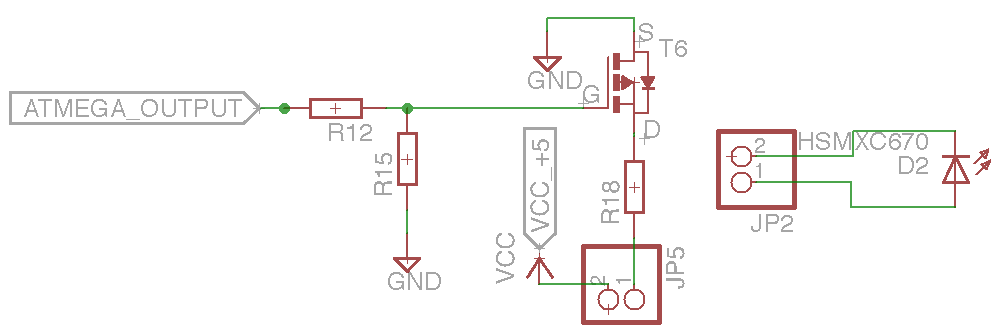 S
T6
GND
G
ATMEGA_OUTPUT
R12
D
R15
VCC_+5
R18
HSMXC670
2
D2
1
JP2
GND
VCC
2
1
JP5